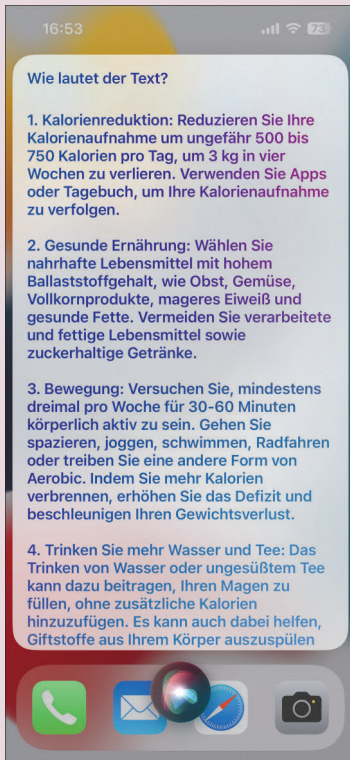 16:53
73
Wie lautet der Text?
1. Kalorienreduktion: Reduzieren Sie Ihre
Kalorienaufnahme um ungefähr 500 bis
750 Kalorien pro Tag, um 3 kg in vier
Wochen zu verlieren. Verwenden Sie Apps
oder Tagebuch, um Ihre Kalorienaufnahme
zu verfolgen.
2. Gesunde Ernährung: Wählen Sie
nahrhafte Lebensmittel mit hohem
Ballaststoffgehalt, wie Obst, Gemüse,
Vollkornprodukte, mageres Eiweiß und
gesunde Fette. Vermeiden Sie verarbeitete
und fettige Lebensmittel sowie
zuckerhaltige Getränke.
3. Bewegung: Versuchen Sie, mindestens
dreimal pro Woche für 30-60 Minuten
körperlich aktiv zu sein. Gehen Sie
spazieren, joggen, schwimmen, Radfahren
oder treiben Sie eine andere Form von
Aerobic. Indem Sie mehr Kalorien
verbrennen, erhöhen Sie das Defizit und
beschleunigen Ihren Gewichtsverlust.
4. Trinken Sie mehr Wasser und Tee: Das
Trinken von Wasser oder ungesüßtem Tee
kann dazu beitragen, Ihren Magen zu
füllen, ohne zusätzliche Kalorien
hinzuzufügen. Es kann auch dabei helfen,
Giftstoffe aus Ihrem Körper auszuspülen